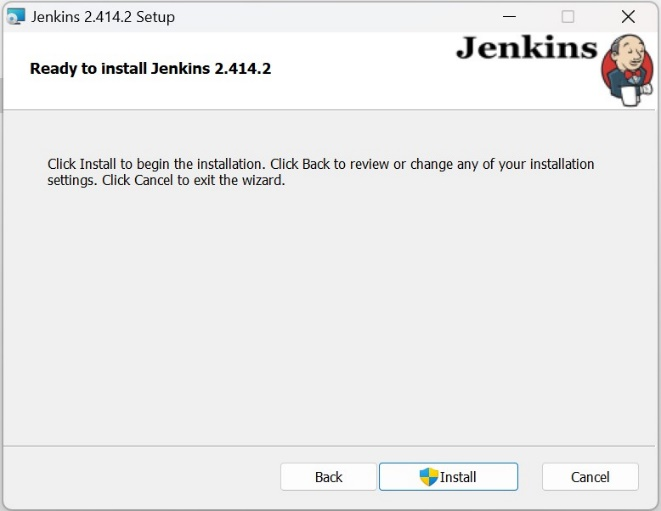 Jenkins 2.414.2 Setup
Jenkins
Ready to install Jenkins 2.414.2
Click Install to begin the installation. Click Back to review or change any of your installation
settings. Click Cancel to exit the wizard.
Back
Install
Cancel